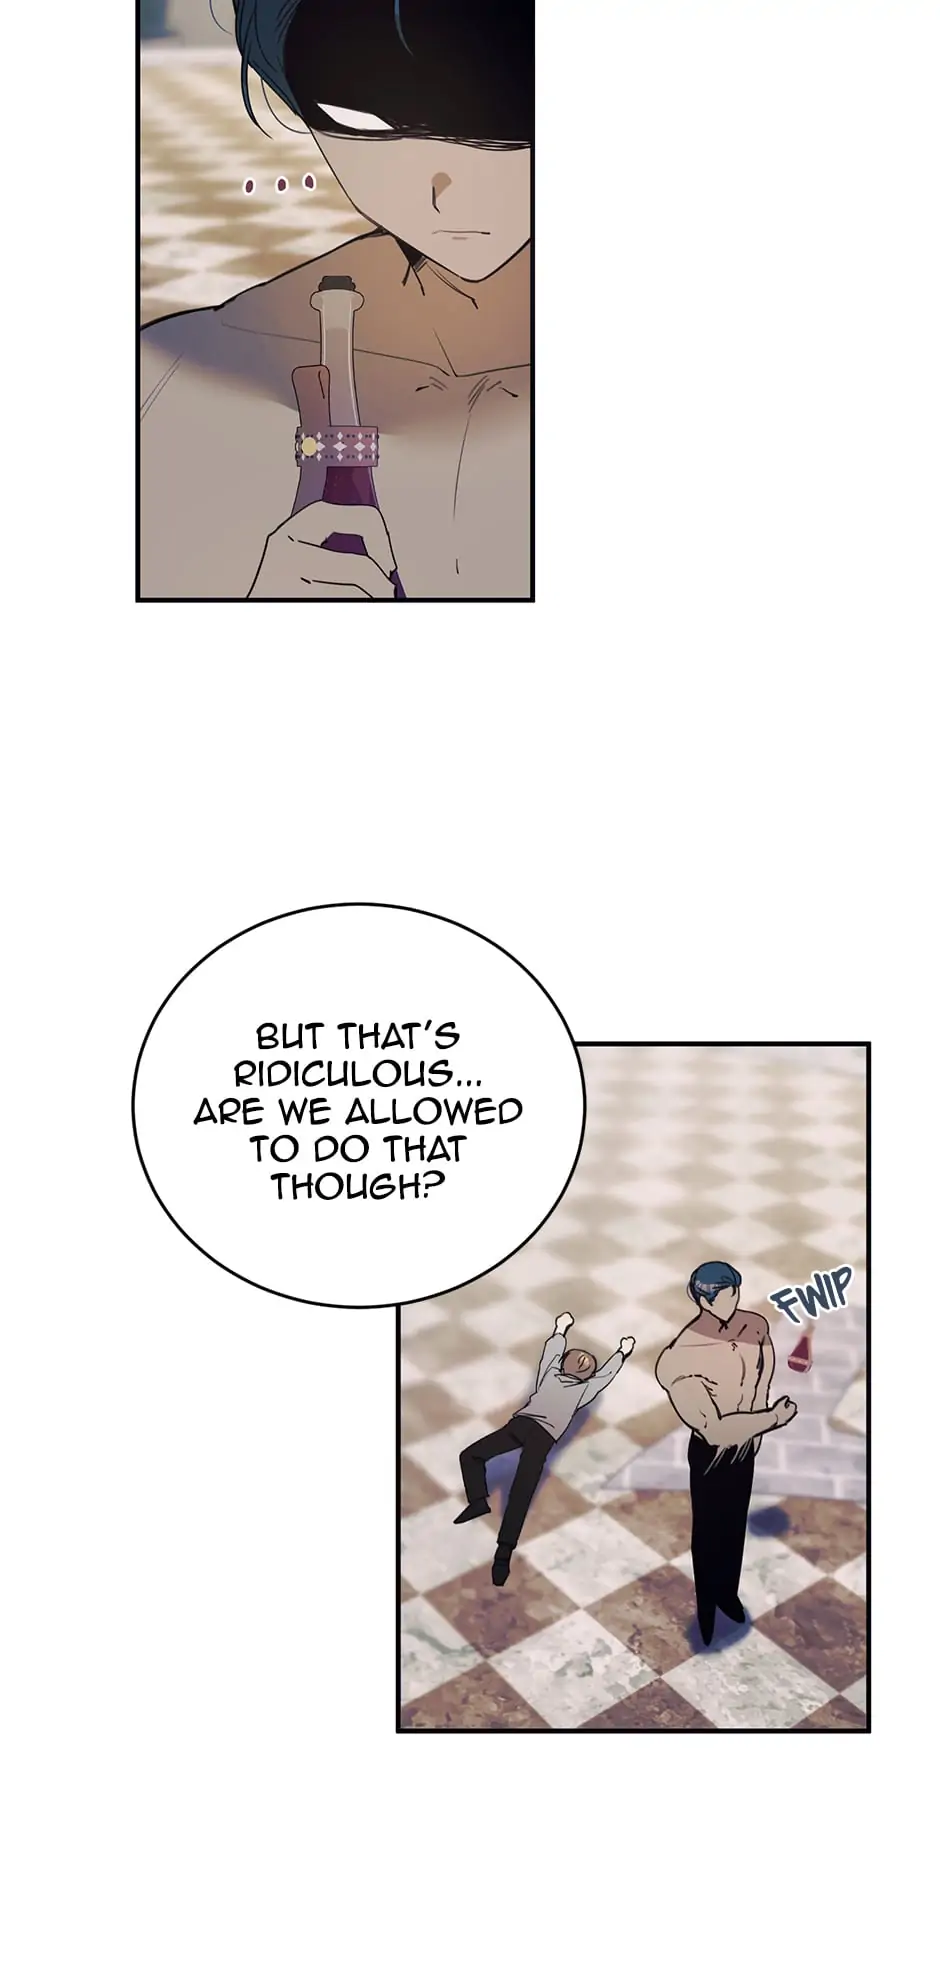 ...
BUT THAT'S
RIDICULOUS...
ARE WE ALLOWED
TO DO THAT
THOUGH?
FWIP